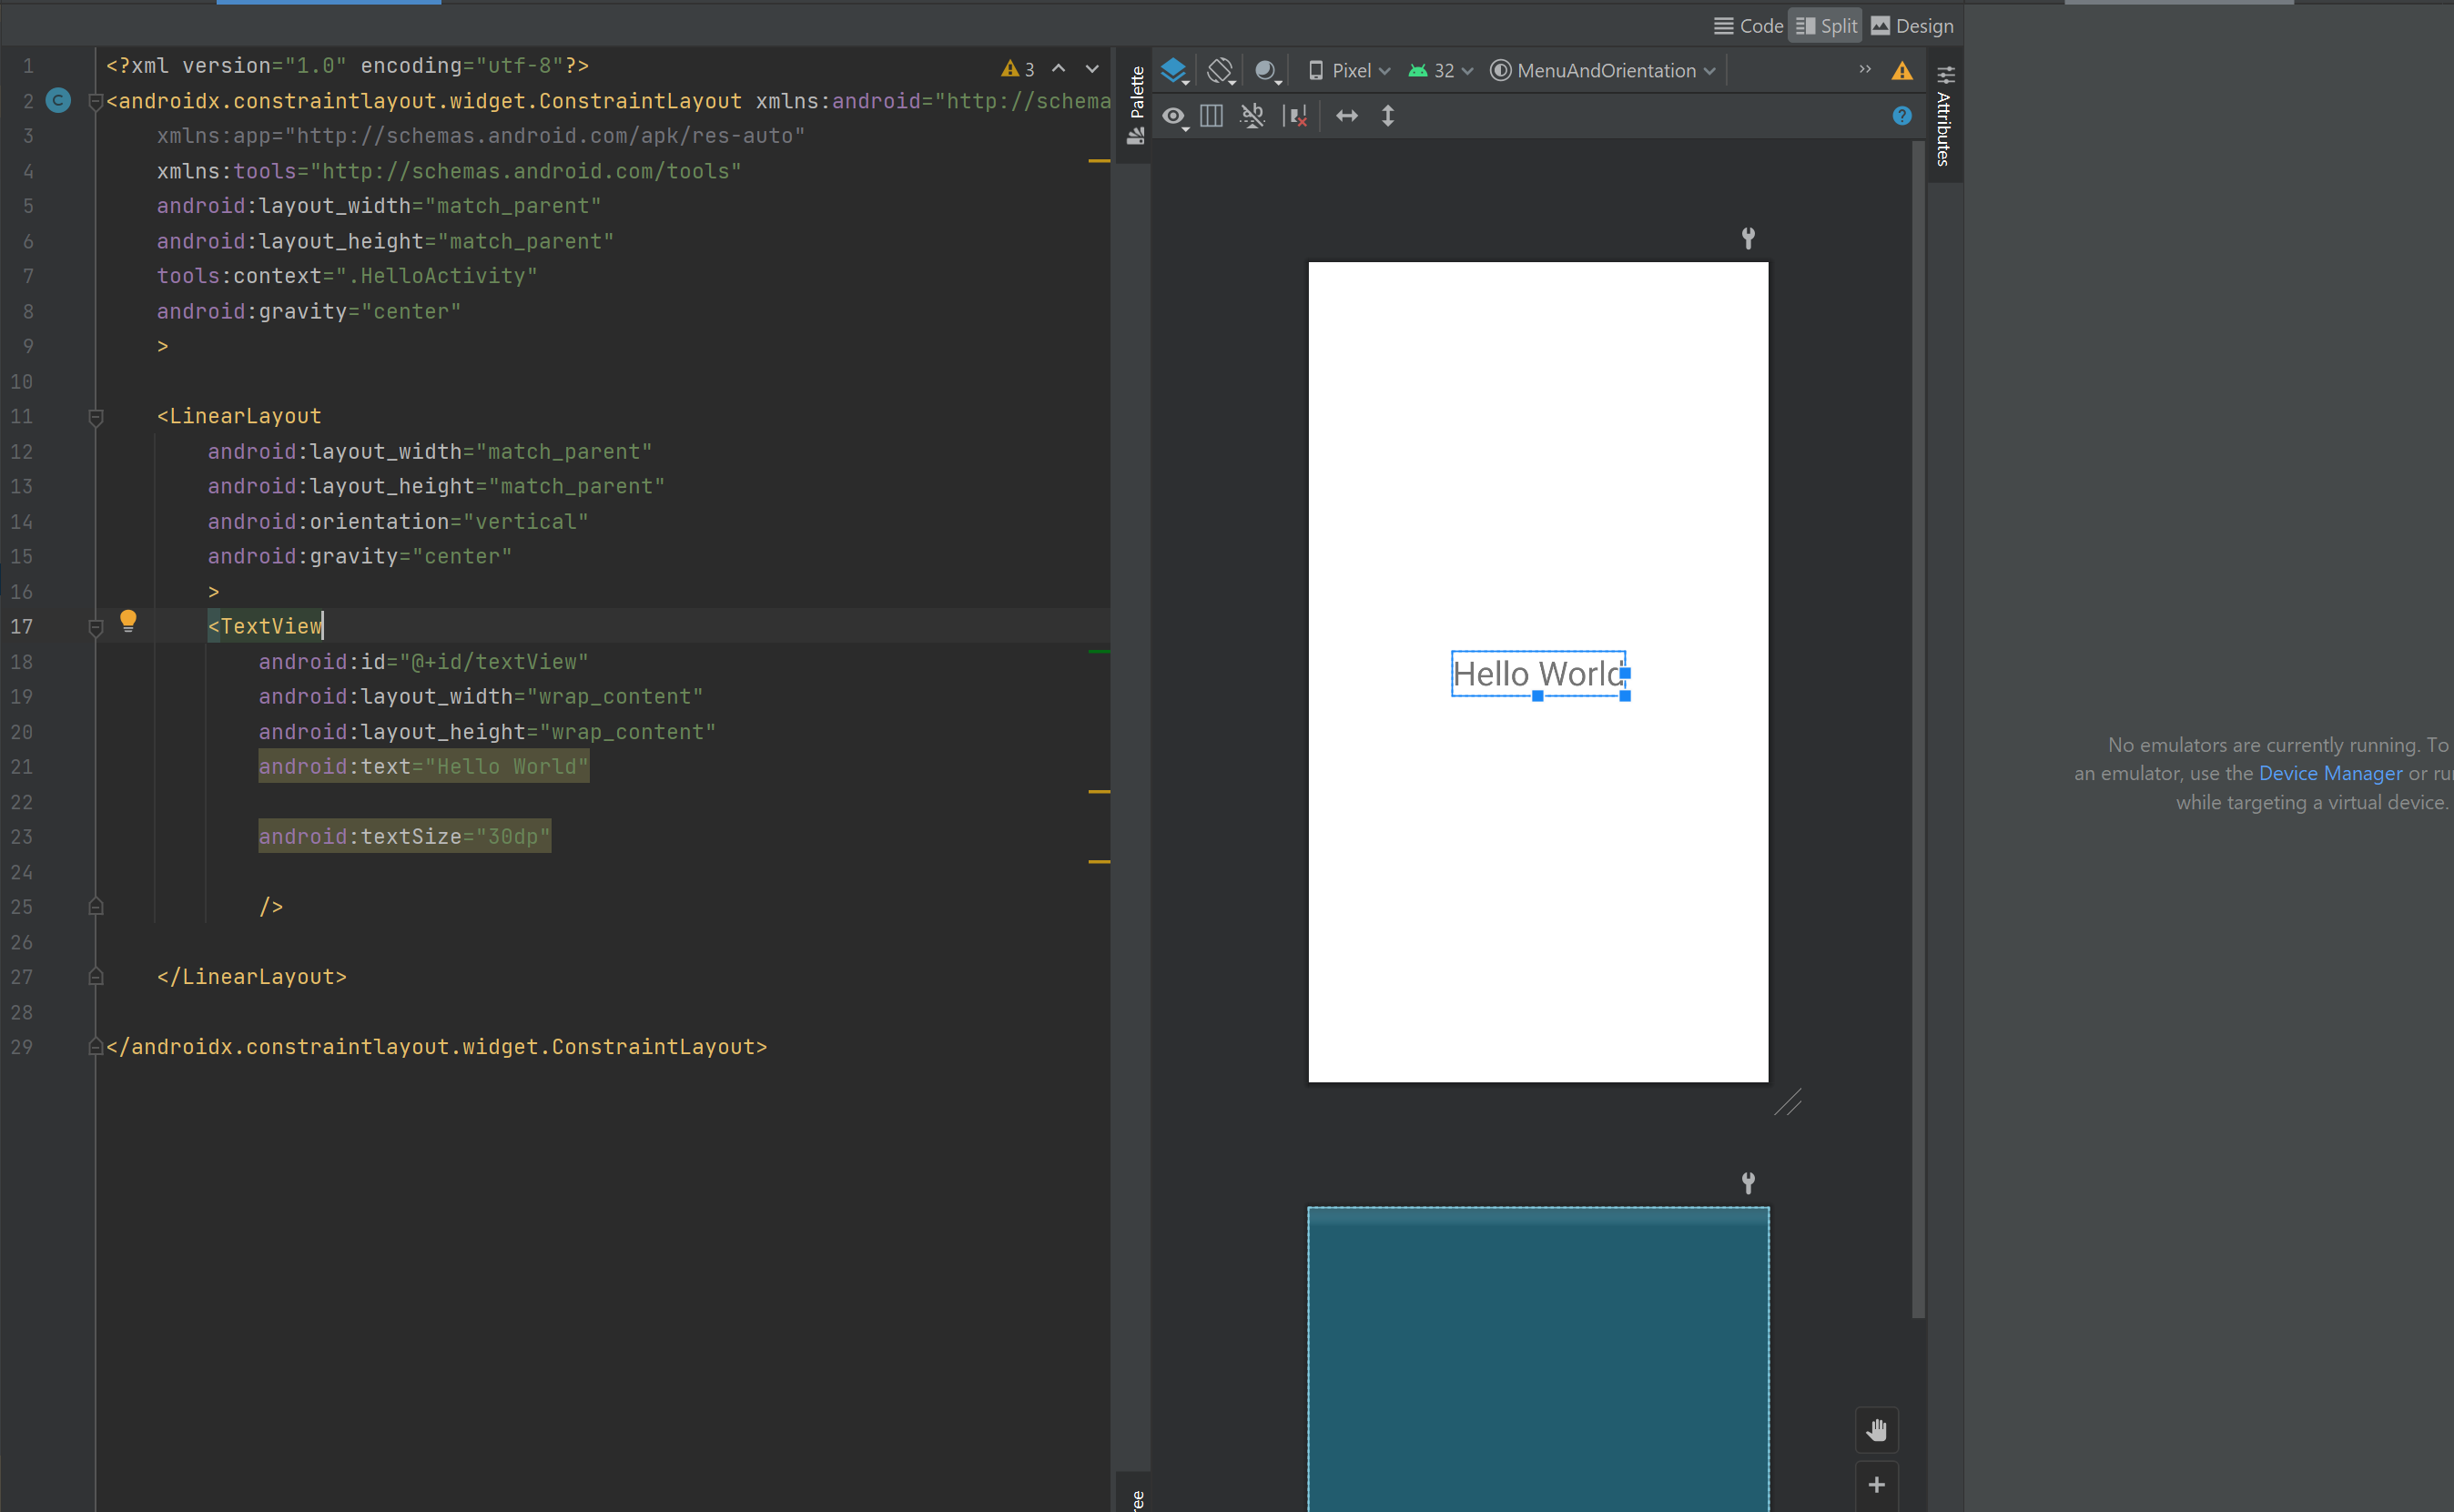 Code Split Design
1 <?xml version="1.0" encoding="utf-8"?>
3
2 <androidx.constraintlayout.widget.ConstraintLayout xmlns:android="http://schema
3 xmlns:app="http://schemas.android.com/apk/res-auto"
4 xmlns:tools="http://schemas.android.com/tools"
5 android:layout_width="match_parent"
6 android:layout_height="match_parent"
7 tools:context=".HelloActivity"
8 android:gravity="center"
9 >
10
11 <LinearLayout
12 android:layout_width="match_parent"
13 android:layout_height="match_parent"
14 android:orientation="vertical"
15 android:gravity="center"
16 >
17 <TextView
18 android:id="@+id/textView"
19 android:layout_width="wrap_content"
20 android:layout_height="wrap_content"
21 android:text="Hello World"
22
23 android:textSize="30dp"
24
25 />
26
27 </LinearLayout>
28
29 </androidx.constraintlayout.widget.ConstraintLayout>
Palette
Pixel 32 MenuAndOrientation >>
Attributes
Hello World
ree
No emulators are currently running. To
an emulator, use the Device Manager or ru
while targeting a virtual device.